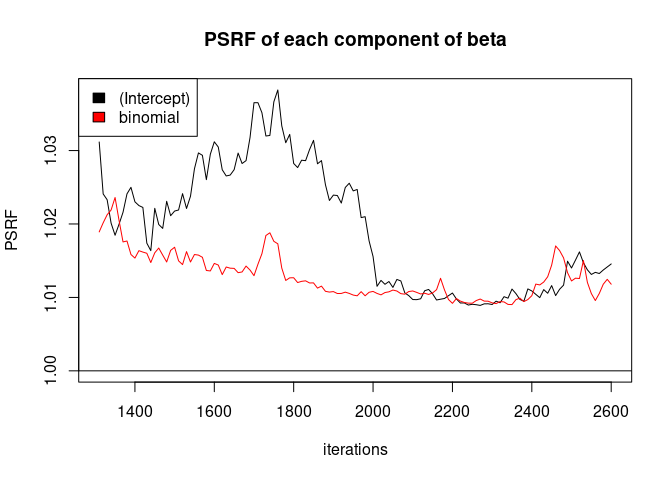 PSRF of each component of beta
(Intercept)
binomial
PSRF
1.03
1.02
1.01
1.00
1400 1600 1800 2000 2200 2400 2600
iterations